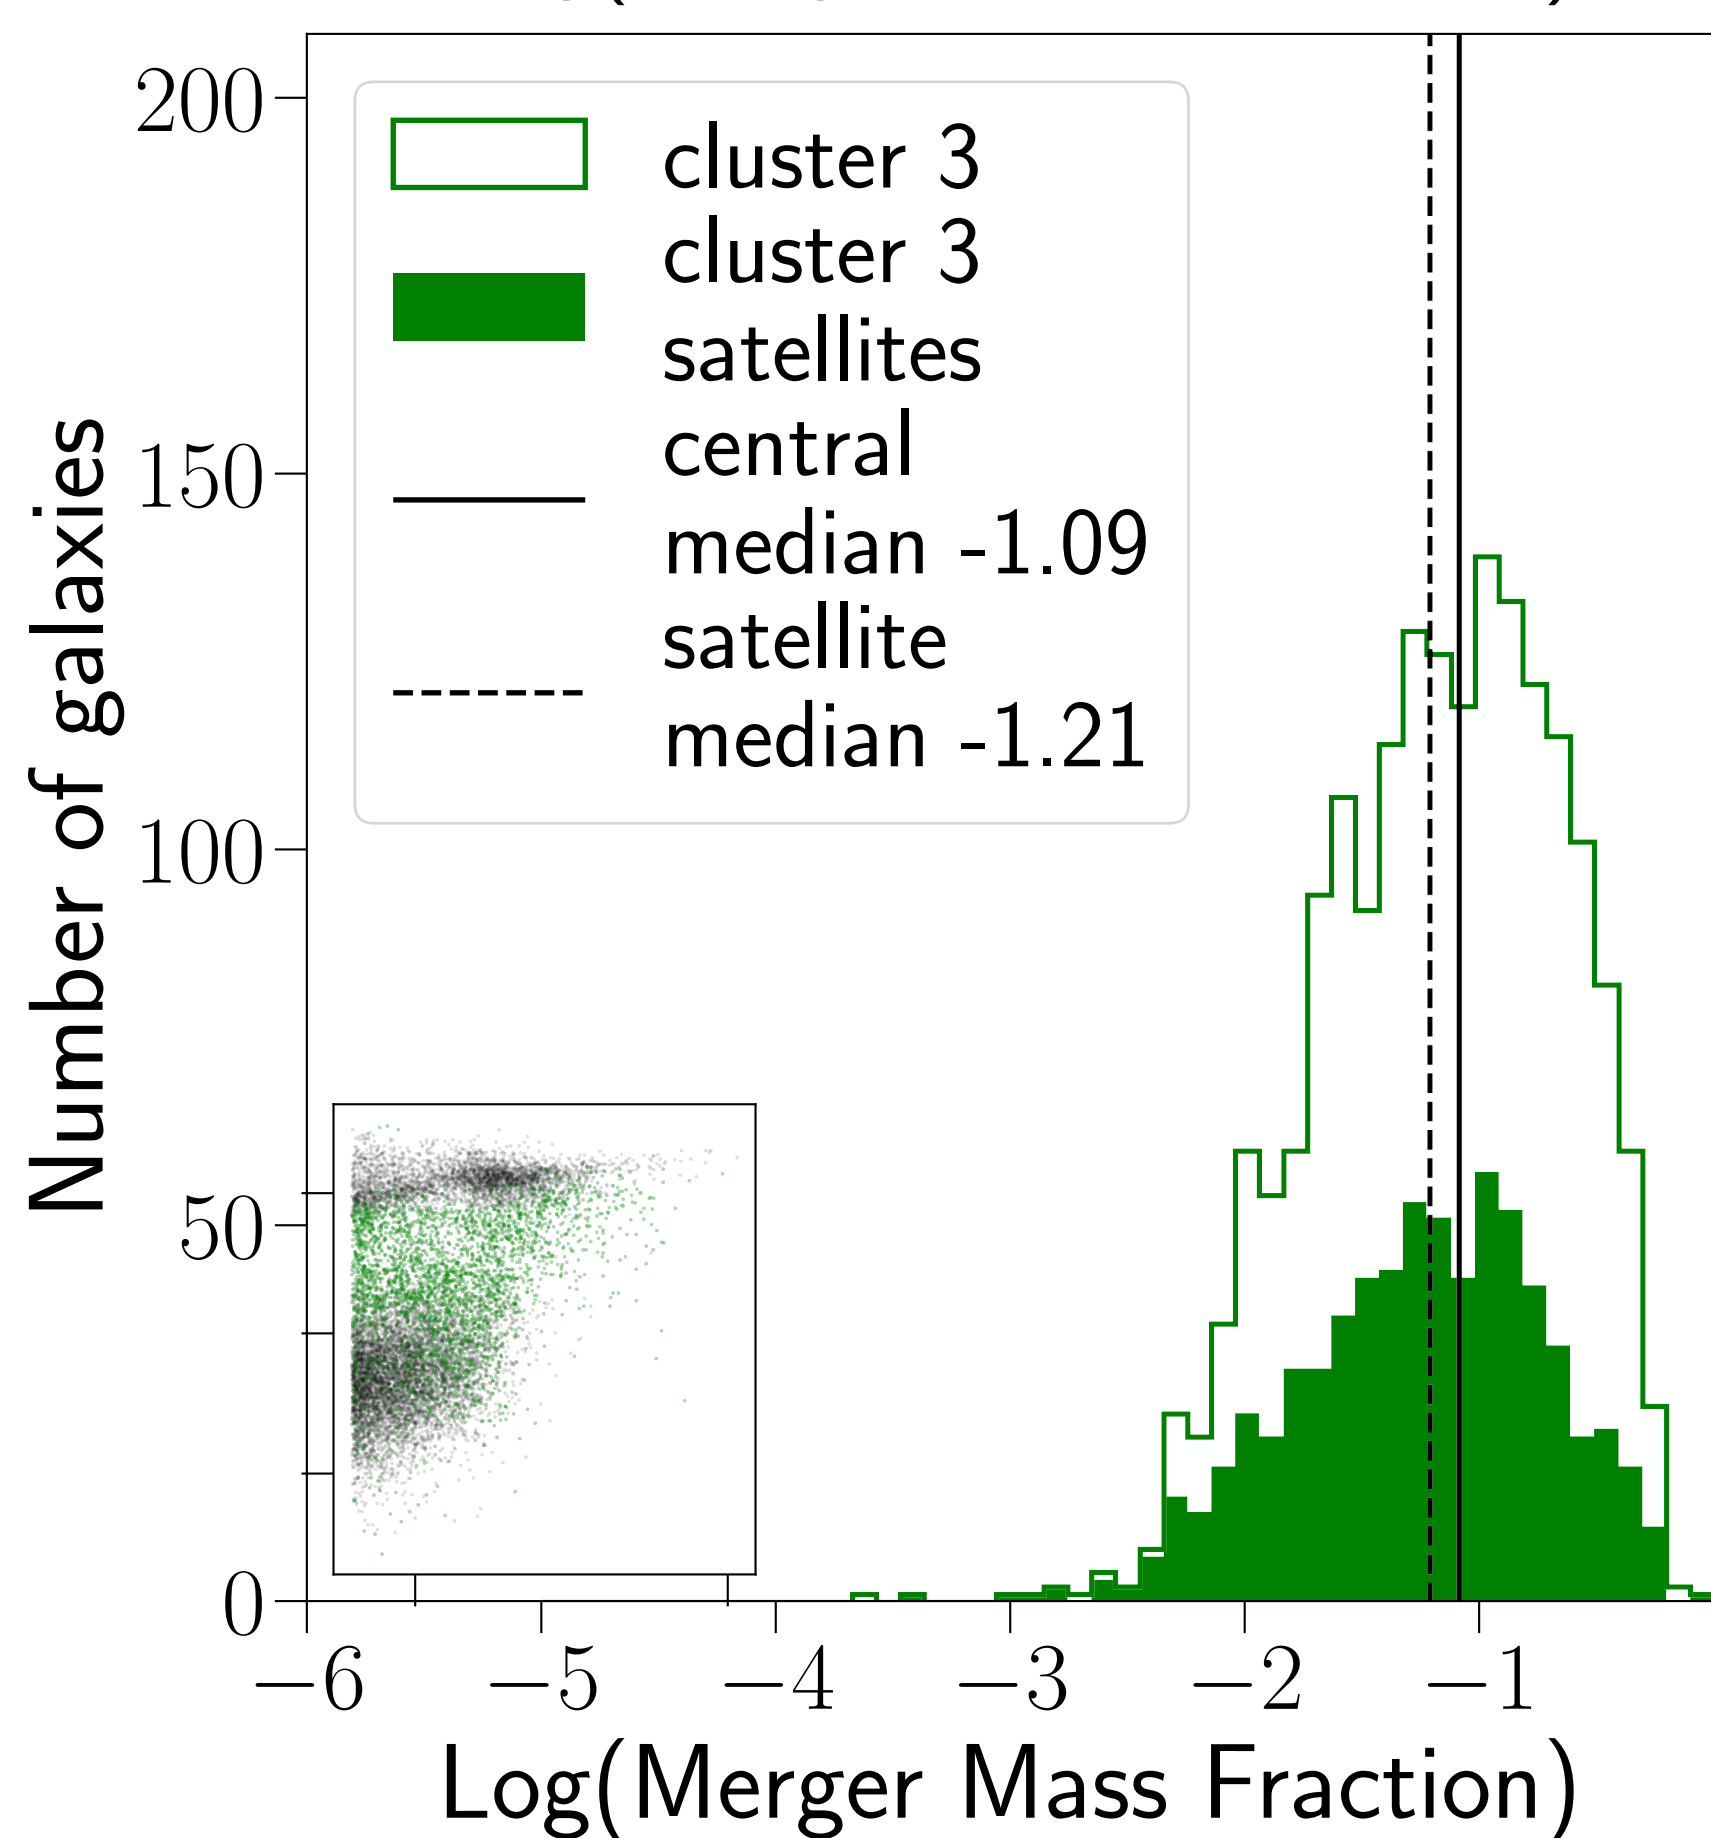 200
150
100
50
0
Number of galaxies
cluster 3
cluster 3
satellites
central
median -1.09
satellite
median -1.21
−6 −5 −4 −3 −2 −1
Log(Merger Mass Fraction)